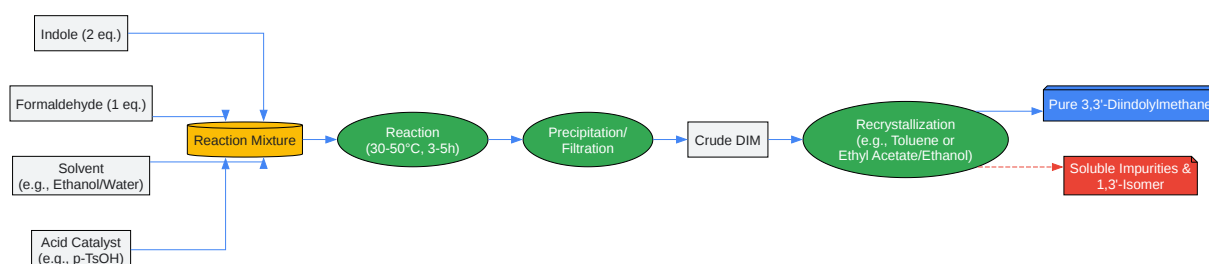 Indole (2 eq.)
Formaldehyde (1 eq.)
Solvent
(e.g., Ethanol/Water)
Acid Catalyst
(e.g., p-TsOH)
Reaction Mixture
Reaction
(30-50°C, 3-5h)
Precipitation/
Filtration
Crude DIM
Recrystallization
(e.g., Toluene or
Ethyl Acetate/Ethanol)
Pure 3,3'-Diindolylmethane
Soluble Impurities &
1,3'-Isomer